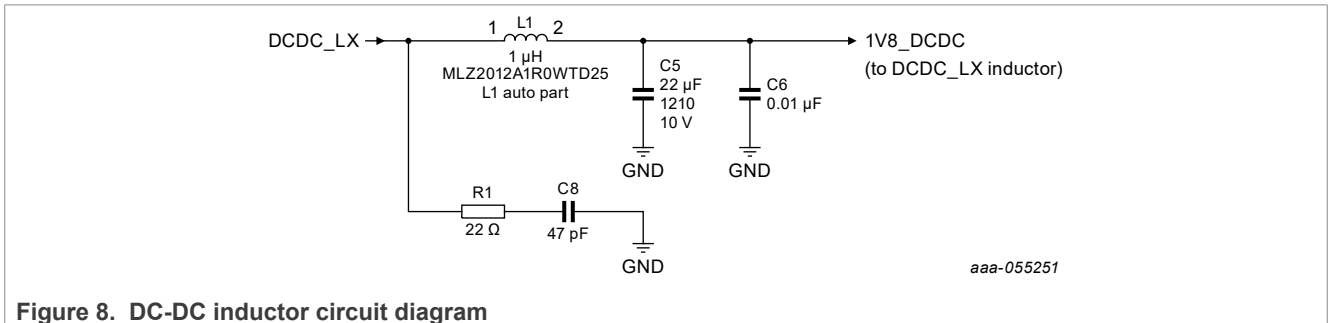 DCDC_LX
1
L1
2
1 µH
MLZ2012A1R0WTD25
L1 auto part
C5
22 µF
1210
10 V
GND
C6
0.01 µF
GND
1V8_DCDC
(to DCDC_LX inductor)
R1
22 Ω
C8
47 pF
GND
aaa-055251
Figure 8. DC-DC inductor circuit diagram